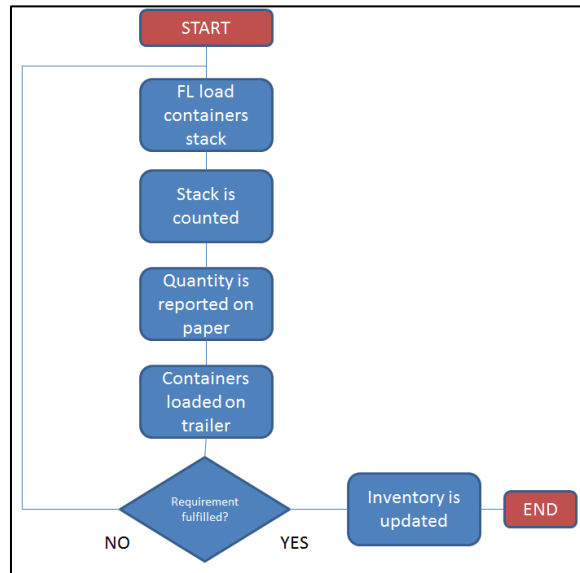 START
FL load
containers
stack
Stack is
counted
Quantity is
reported on
paper
Containers
loaded on
trailer
Requirement
fulfilled?
NO
YES
Inventory is
updated
END